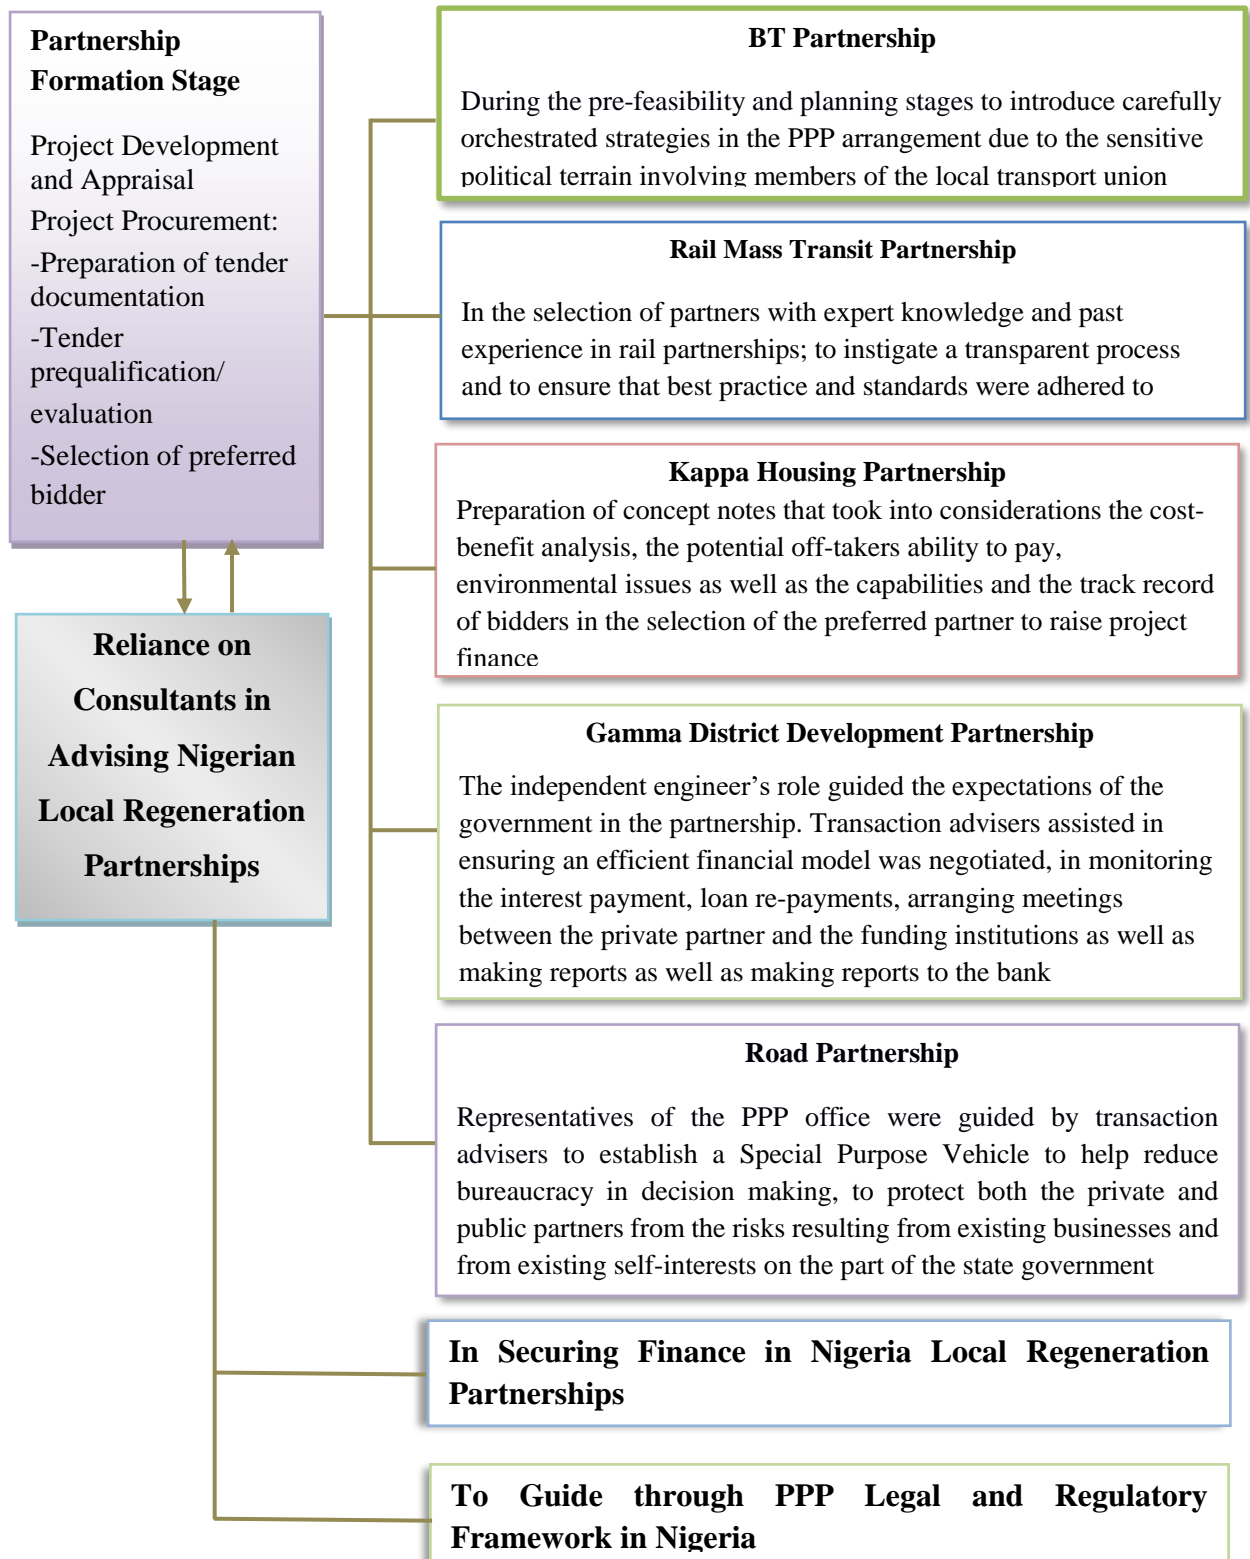 Partnership
Formation Stage
Project Development
and Appraisal
Project Procurement:
-Preparation of tender
documentation
-Tender
prequalification/
evaluation
-Selection of preferred
bidder
Reliance on
Consultants in
Advising Nigerian
Local Regeneration
Partnerships
BT Partnership
During the pre-feasibility and planning stages to introduce carefully
orchestrated strategies in the PPP arrangement due to the sensitive
political terrain involving members of the local transport union
Rail Mass Transit Partnership
In the selection of partners with expert knowledge and past
experience in rail partnerships; to instigate a transparent process
and to ensure that best practice and standards were adhered to
Kappa Housing Partnership
Preparation of concept notes that took into considerations the cost-
benefit analysis, the potential off-takers ability to pay,
environmental issues as well as the capabilities and the track record
of bidders in the selection of the preferred partner to raise project
finance
Gamma District Development Partnership
The independent engineer’s role guided the expectations of the
government in the partnership. Transaction advisers assisted in
ensuring an efficient financial model was negotiated, in monitoring
the interest payment, loan re-payments, arranging meetings
between the private partner and the funding institutions as well as
making reports as well as making reports to the bank
Road Partnership
Representatives of the PPP office were guided by transaction
advisers to establish a Special Purpose Vehicle to help reduce
bureaucracy in decision making, to protect both the private and
public partners from the risks resulting from existing businesses and
from existing self-interests on the part of the state government
In Securing Finance in Nigeria Local Regeneration
Partnerships
To Guide through PPP Legal and Regulatory
Framework in Nigeria